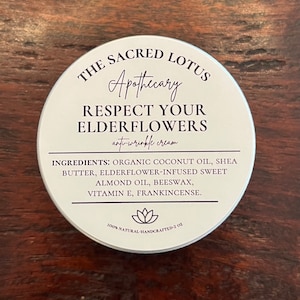 THE SACRED LOTUS
Apothecary
RESPECT YOUR
ELDERFLOWERS
anti-wrinkle cream
INGREDIENTS: ORGANIC COCONUT OIL, SHEA
BUTTER, ELDERFLOWER-INFUSED SWEET
ALMOND OIL, BEESWAX,
VITAMIN E, FRANKINCENSE.
100% NATURAL HANDCRAFTED 2 OZ